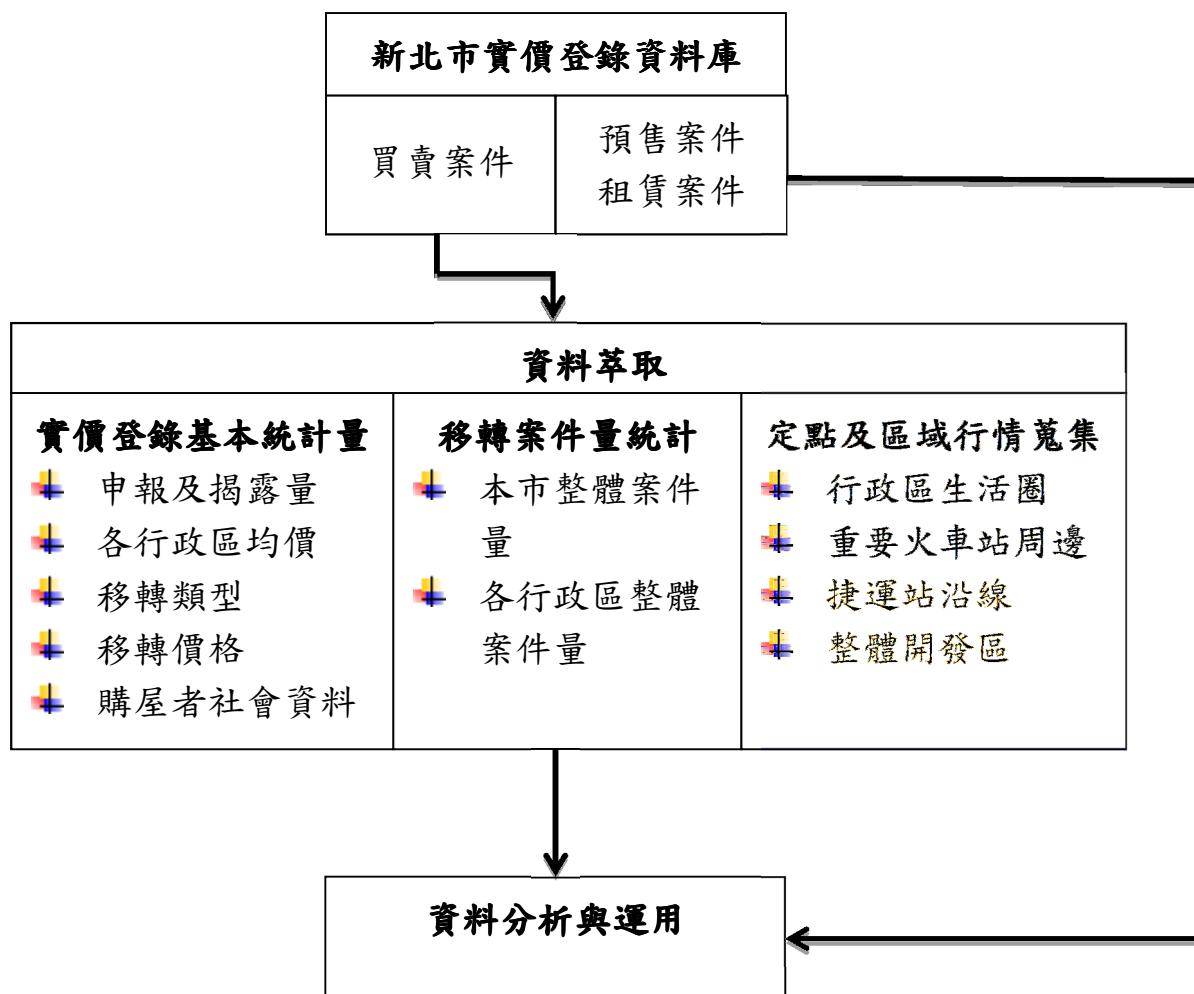 新北市實價登錄資料庫
買賣案件
預售案件
租賃案件
資料萃取
實價登錄基本統計量
申報及揭露量
各行政區均價
移轉類型
移轉價格
購屋者社會資料
移轉案件量統計
本市整體案件
量
各行政區整體
案件量
定點及區域行情蒐集
行政區生活圈
重要火車站周邊
捷運站沿線
整體開發區
資料分析與運用